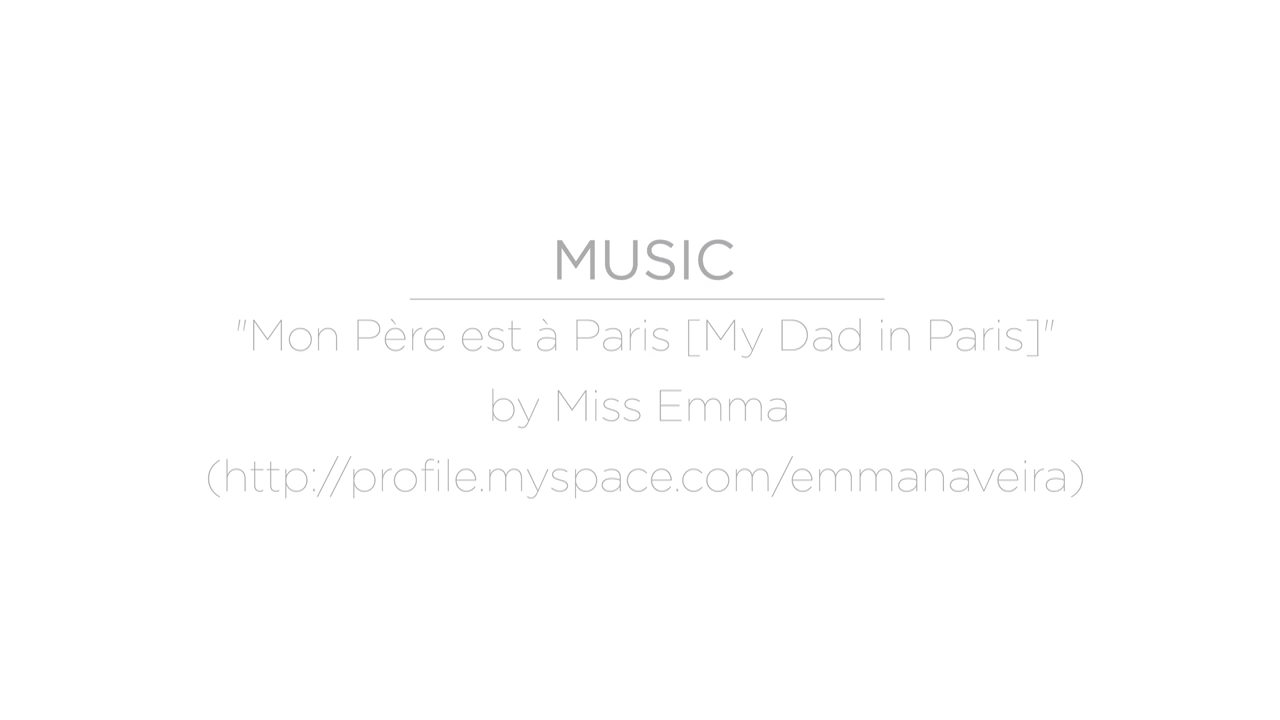 MUSIC
"Mon Père est à Paris [My Dad in Paris]"
by Miss Emma
(http://profile.myspace.com/emmanaveira)